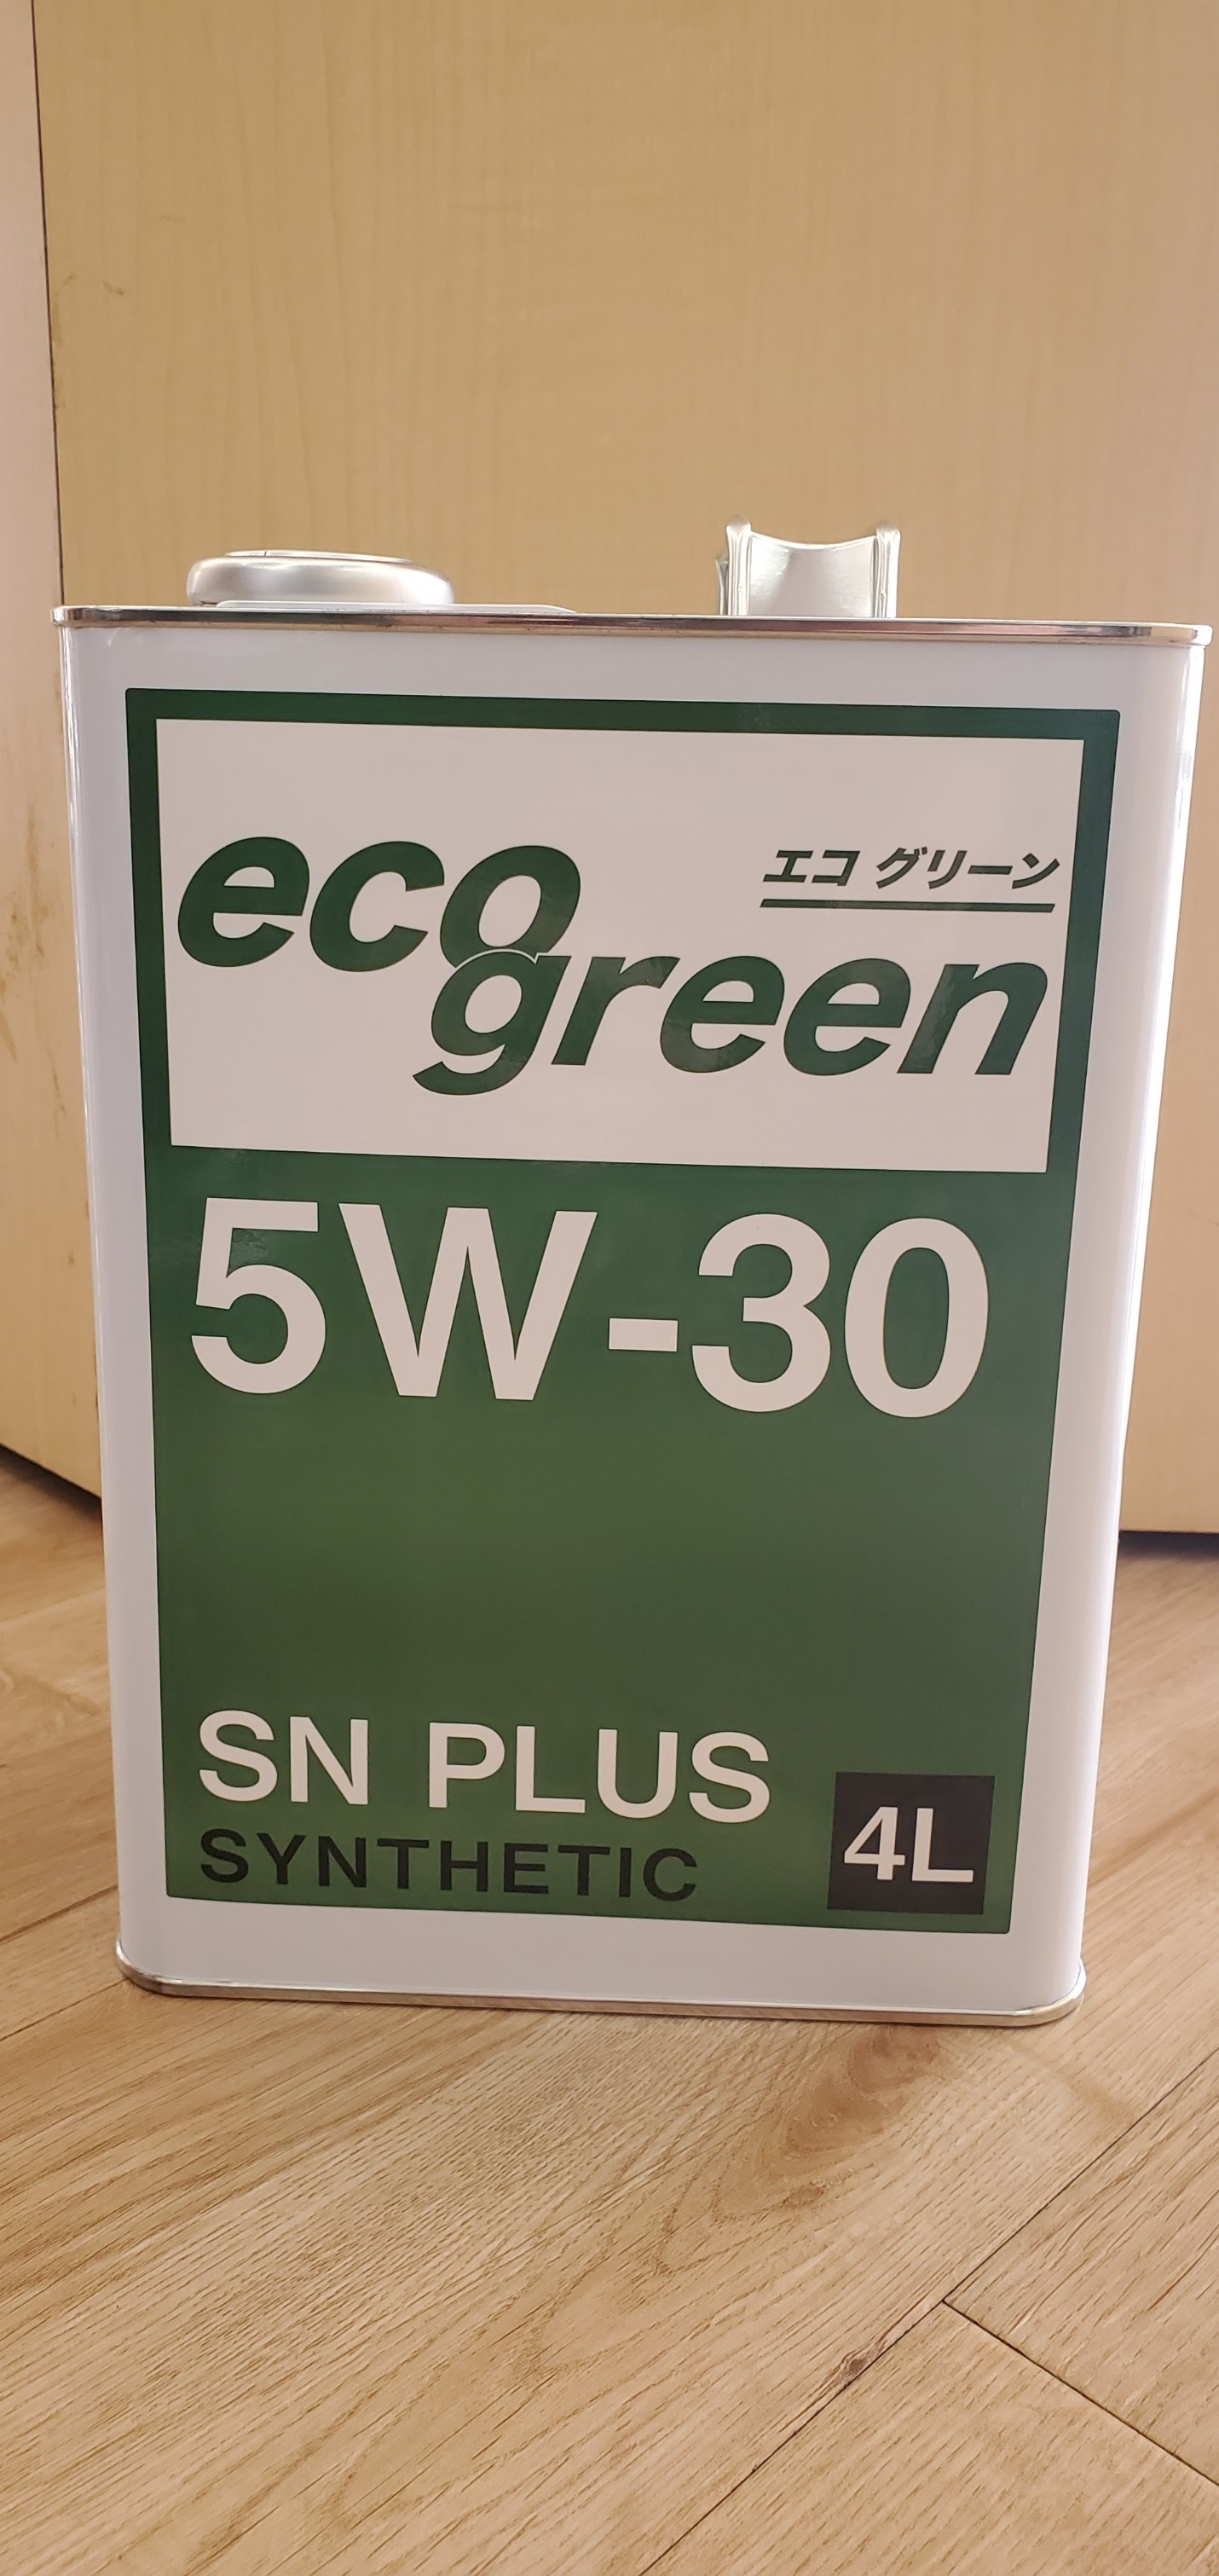 eco
エコ グリーン
green
5W-30
SN PLUS
SYNTHETIC
4L